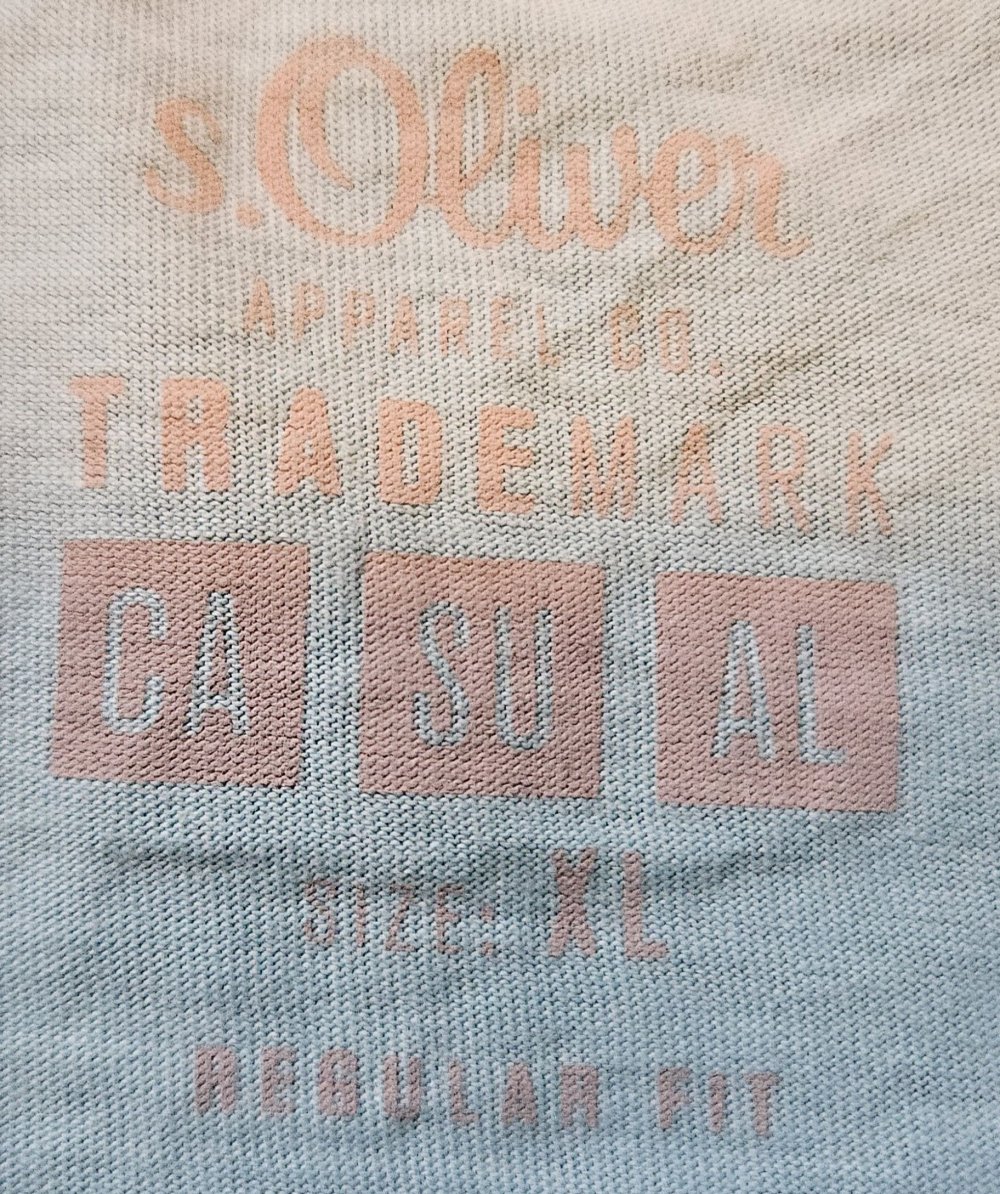 s.Oliver
APPAREL CO.
TRADEMARK
CA SU AL
SIZE: XL
REGULAR FIT